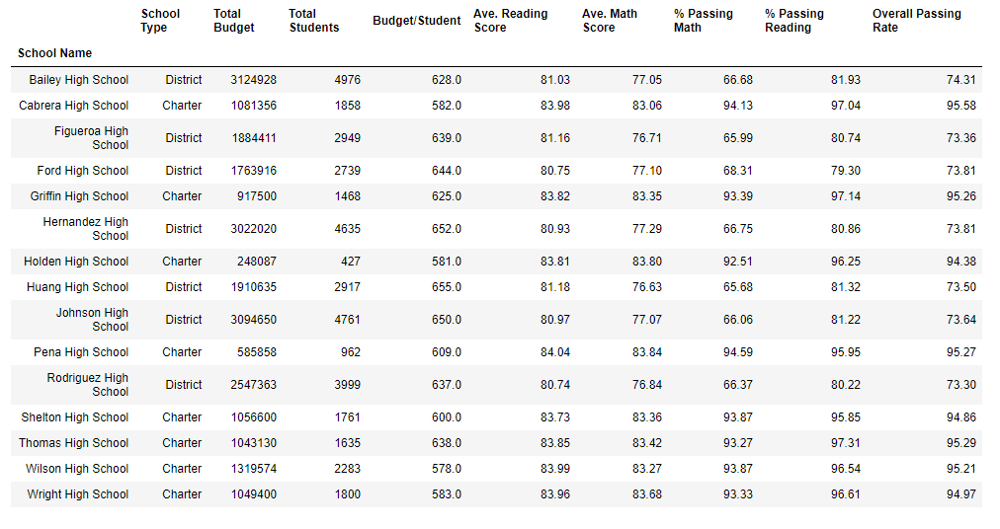 School Type Total Budget Total Students Budget/Student Ave. Reading Score Ave. Math Score % Passing Math % Passing Reading Overall Passing Rate
School Name
Bailey High School District 3124928 4976 628.0 81.03 77.05 66.68 81.93 74.31
Cabrera High School Charter 1081356 1858 582.0 83.98 83.06 94.13 97.04 95.58
Figueroa High School District 1884411 2949 639.0 81.16 76.71 65.99 80.74 73.36
Ford High School District 1763916 2739 644.0 80.75 77.10 68.31 79.30 73.81
Griffin High School Charter 917500 1468 625.0 83.82 83.35 93.39 97.14 95.26
Hernandez High School District 3022020 4635 652.0 80.93 77.29 66.75 80.86 73.81
Holden High School Charter 248087 427 581.0 83.81 83.80 92.51 96.25 94.38
Huang High School District 1910635 2917 655.0 81.18 76.63 65.68 81.32 73.50
Johnson High School District 3094650 4761 650.0 80.97 77.07 66.06 81.22 73.64
Pena High School Charter 585858 962 609.0 84.04 83.84 94.59 95.95 95.27
Rodriguez High School District 2547363 3999 637.0 80.74 76.84 66.37 80.22 73.30
Shelton High School Charter 1056600 1761 600.0 83.73 83.36 93.87 95.85 94.86
Thomas High School Charter 1043130 1635 638.0 83.85 83.42 93.27 97.31 95.29
Wilson High School Charter 1319574 2283 578.0 83.99 83.27 93.87 96.54 95.21
Wright High School Charter 1049400 1800 583.0 83.96 83.68 93.33 96.61 94.97